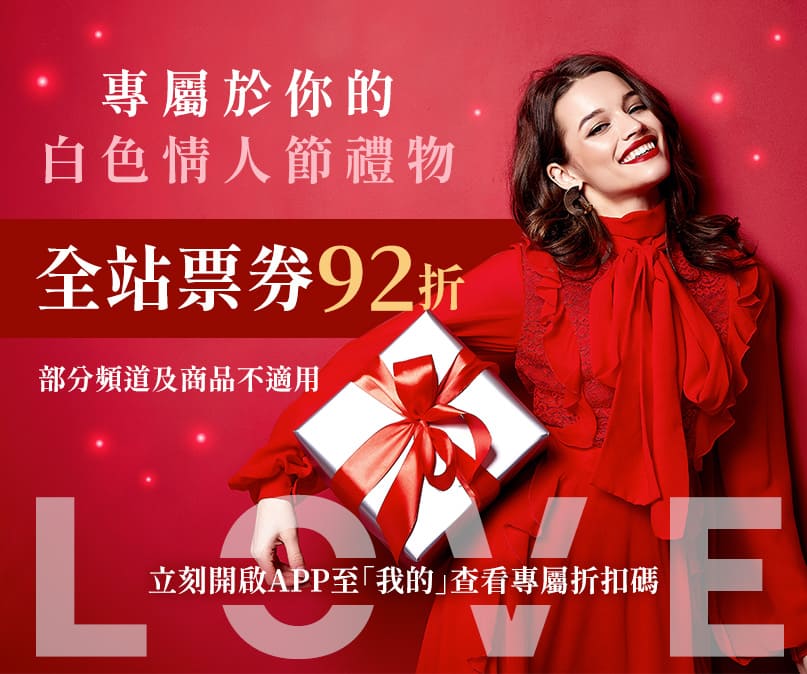 專屬於你的
白色情人節禮物
全站票券92折
部分頻道及商品不適用
LOVE
立刻開啟APP至「我的」查看專屬折扣碼